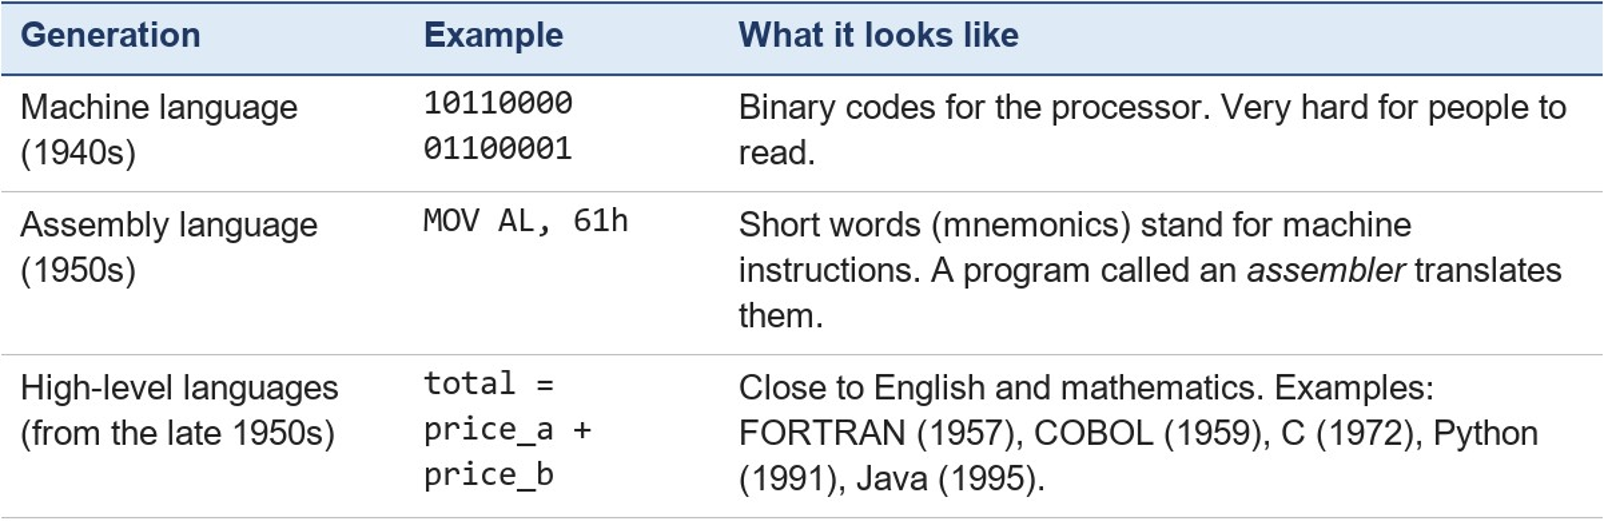 Generation Example What it looks like
Machine language (1940s)
10110000
01100001
Binary codes for the processor. Very hard for people to
read.
Assembly language
(1950s)
MOV AL, 61h
Short words (mnemonics) stand for machine
instructions. A program called an assembler translates
them.
High-level languages
(from the late 1950s)
total =
price_a +
price_b
Close to English and mathematics. Examples:
FORTRAN (1957), COBOL (1959), C (1972), Python
(1991), Java (1995).